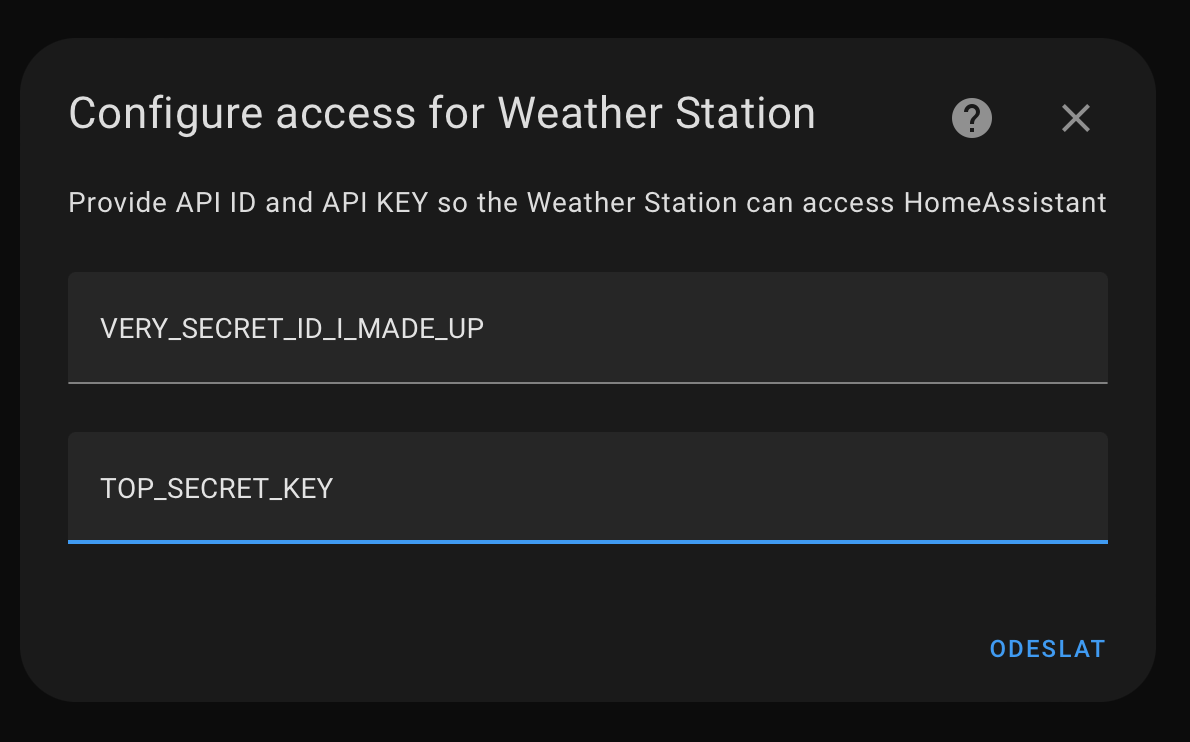 Configure access for Weather Station
?
Provide API ID and API KEY so the Weather Station can access HomeAssistant
VERY_SECRET_ID_I_MADE_UP
TOP_SECRET_KEY
ODESLAT